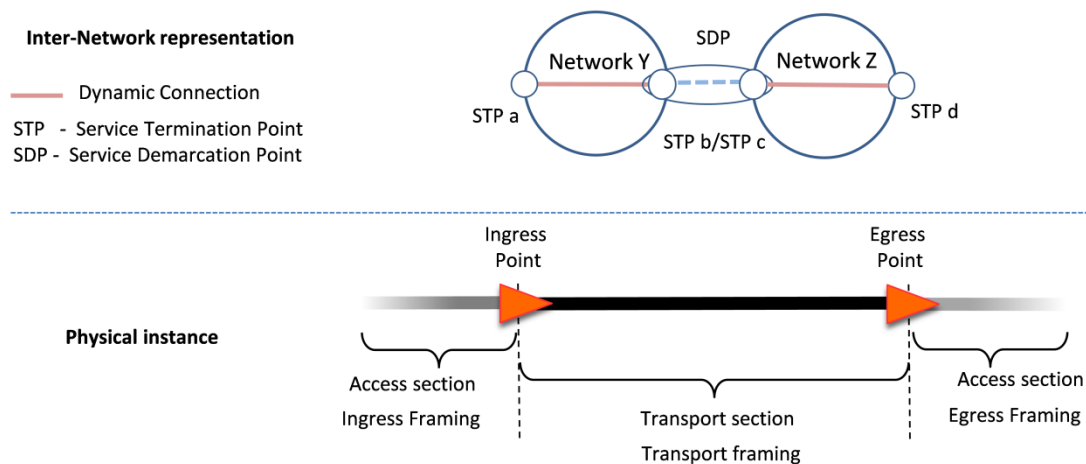 Inter-Network representation
Dynamic Connection
STP - Service Termination Point
SDP - Service Demarcation Point
SDP
Network Y
Network Z
STP a
STP d
STP b/STP c
Ingress
Point
Egress
Point
Physical instance
Access section
Ingress Framing
Transport section
Transport framing
Access section
Egress Framing